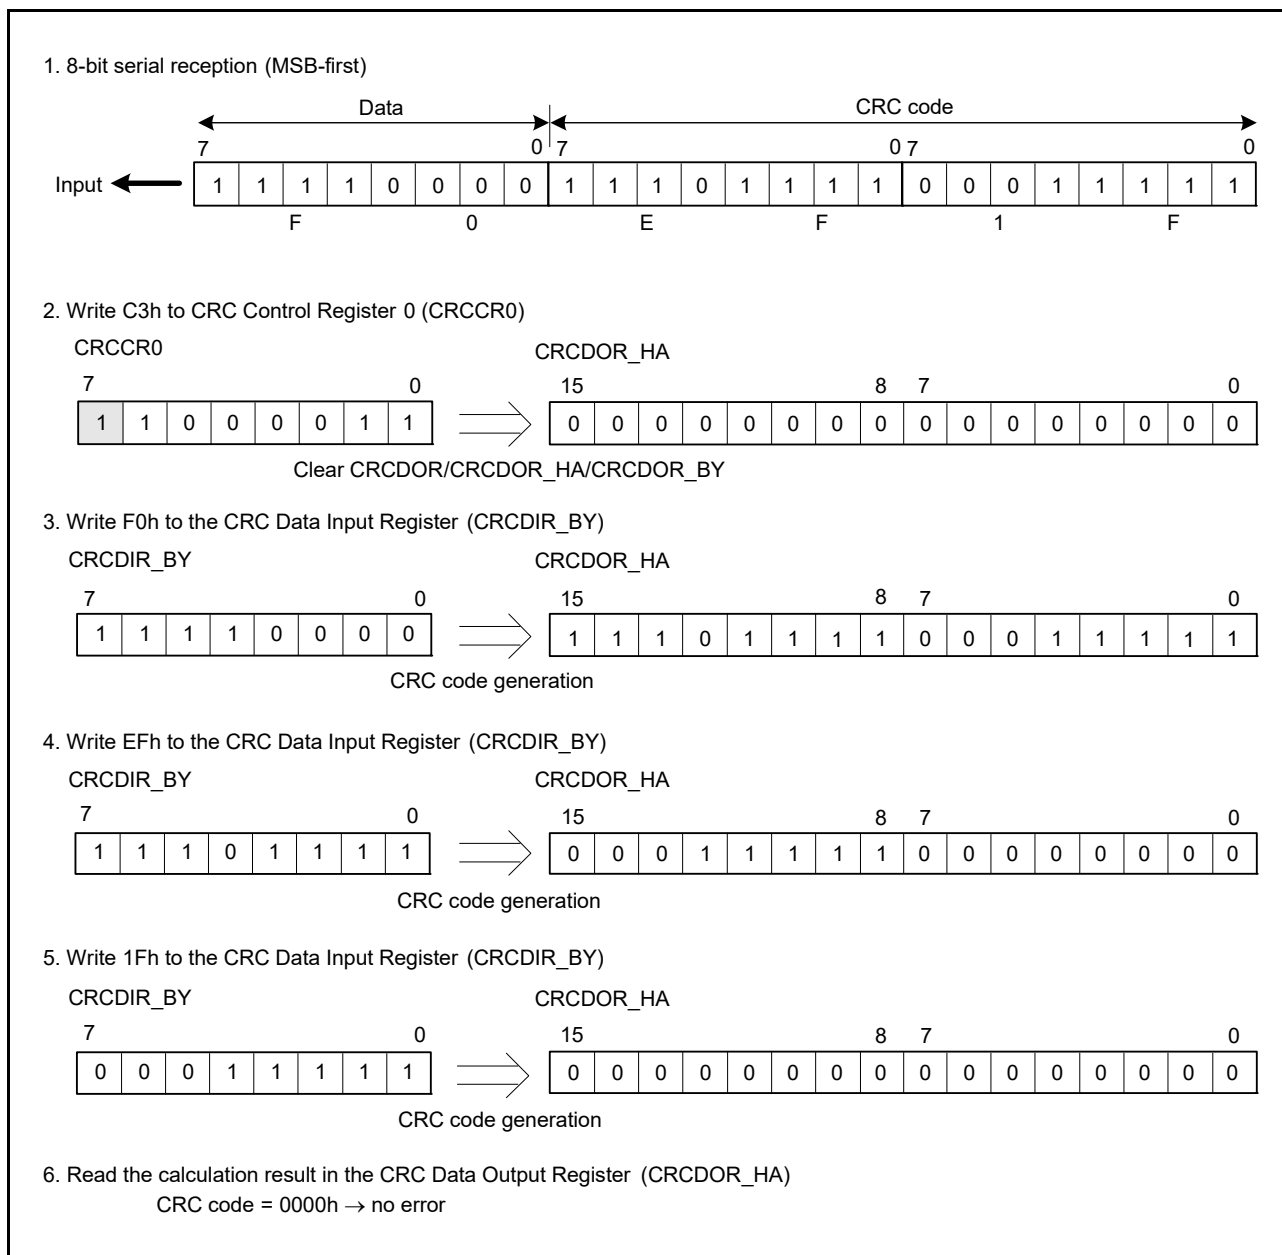 1. 8-bit serial reception (MSB-first)
Data CRC code
7 0 7 0 7 0
Input 1 1 1 1 0 0 0 0 1 1 1 0 1 1 1 1 0 0 0 1 1 1 1 1
F 0 E F 1 F
2. Write C3h to CRC Control Register 0 (CRCCR0)
CRCCR0 CRCDOR_HA
7 0 15 8 7 0
1 1 0 0 0 0 1 1 0 0 0 0 0 0 0 0 0 0 0 0 0 0 0 0
Clear CRCDOR/CRCDOR_HA/CRCDOR_BY
3. Write F0h to the CRC Data Input Register (CRCDIR_BY)
CRCDIR_BY CRCDOR_HA
7 0 15 8 7 0
1 1 1 1 0 0 0 0 1 1 1 0 1 1 1 1 0 0 0 1 1 1 1 1
CRC code generation
4. Write EFh to the CRC Data Input Register (CRCDIR_BY)
CRCDIR_BY CRCDOR_HA
7 0 15 8 7 0
1 1 1 0 1 1 1 1 0 0 0 1 1 1 1 1 0 0 0 0 0 0 0 0
CRC code generation
5. Write 1Fh to the CRC Data Input Register (CRCDIR_BY)
CRCDIR_BY CRCDOR_HA
7 0 15 8 7 0
0 0 0 1 1 1 1 1 0 0 0 0 0 0 0 0 0 0 0 0 0 0 0 0
CRC code generation
6. Read the calculation result in the CRC Data Output Register (CRCDOR_HA)
CRC code = 0000h → no error